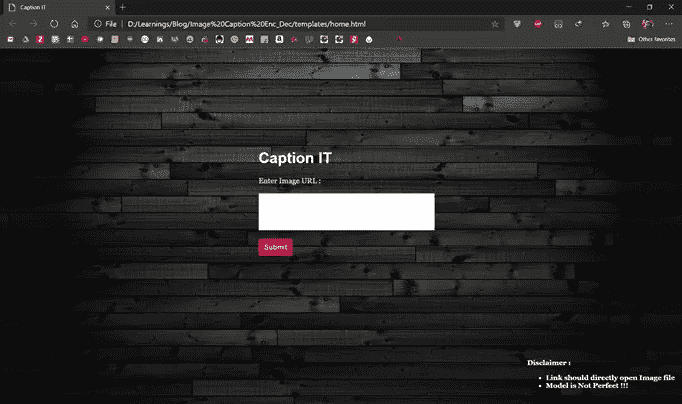 Caption IT
File | D:/Learnings/Blog/Image%20Caption%20Enc_Dec/templates/home.html
Other favorites
Caption IT
Enter Image URL :
Submit
Disclaimer :
Link should directly open Image file
Model is Not Perfect !!!